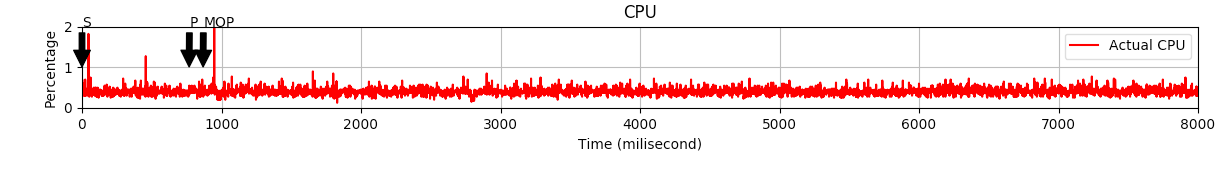 CPU
S P MOP
Percentage
2
1
0
Actual CPU
0 1000 2000 3000 4000 5000 6000 7000 8000
Time (milisecond)